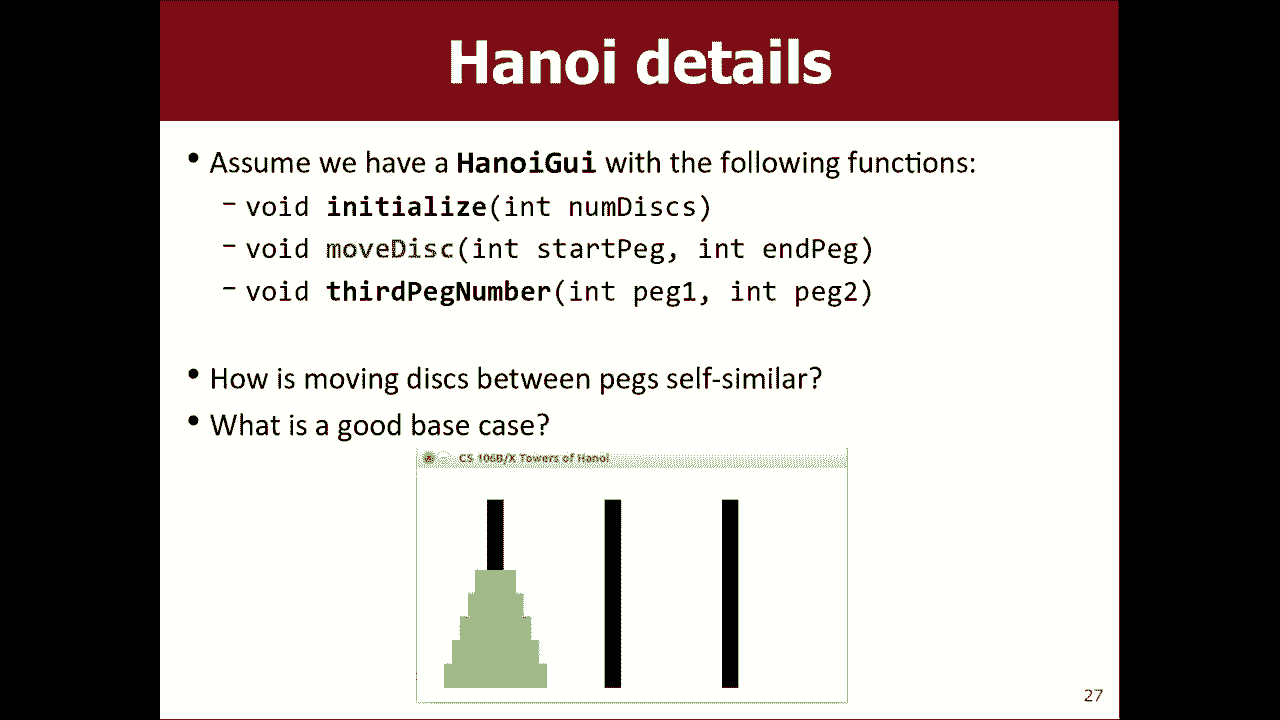 Hanoi details
• Assume we have a HanoiGui with the following functions:
– void initialize(int numDiscs)
– void moveDisc(int startPeg, int endPeg)
– void thirdPegNumber(int peg1, int peg2)
• How is moving discs between pegs self-similar?
• What is a good base case?
CS 106B/X Towers of Hanoi
27